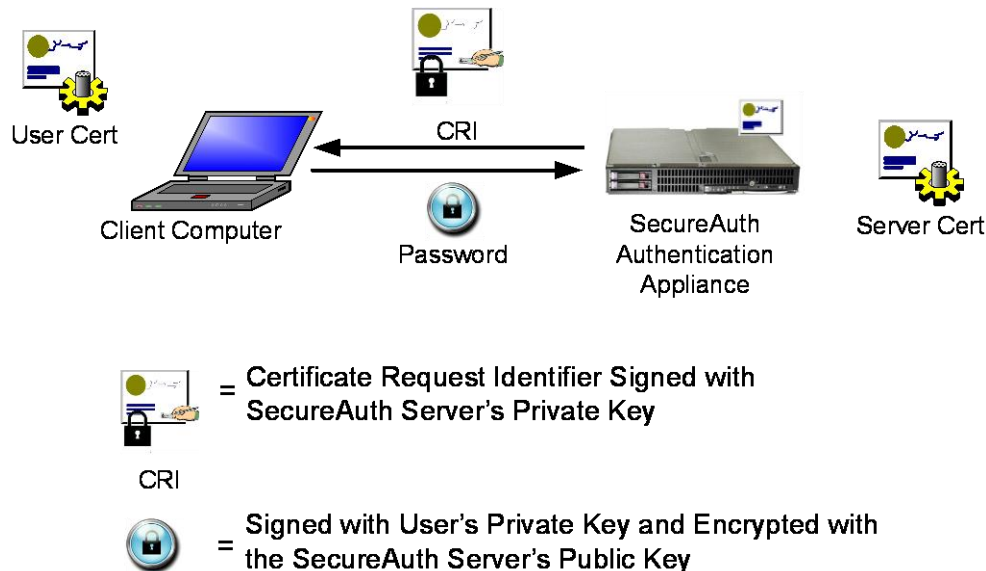 CRI
User Cert
Client Computer
Password
SecureAuth
Authentication
Appliance
Server Cert
= Certificate Request Identifier Signed with
SecureAuth Server's Private Key
CRI
= Signed with User's Private Key and Encrypted with
the SecureAuth Server's Public Key